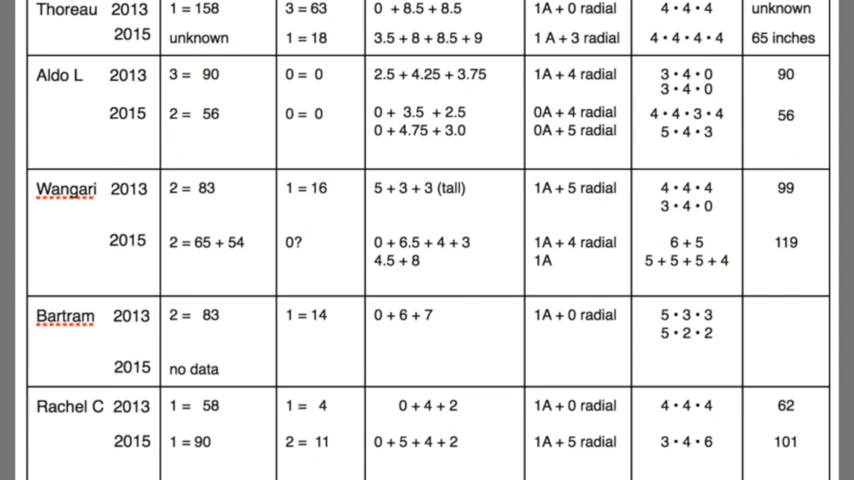 Thoreau 2013 1 = 158 3 = 63 0 + 8.5 + 8.5 1A + 0 radial 4 • 4 • 4 unknown
2015 unknown 1 = 18 3.5 + 8 + 8.5 + 9 1 A + 3 radial 4 • 4 • 4 • 4 65 inches
Aldo L 2013 3 = 90 0 = 0 2.5 + 4.25 + 3.75 1A + 4 radial 3 • 4 • 0 90
3 • 4 • 0
2015 2 = 56 0 = 0 0 + 3.5 + 2.5 0A + 4 radial 4 • 4 • 3 • 4 56
0 + 4.75 + 3.0 0A + 5 radial 5 • 4 • 3
Wangari 2013 2 = 83 1 = 16 5 + 3 + 3 (tall) 1A + 5 radial 4 • 4 • 4 99
3 • 4 • 0
2015 2 = 65 + 54 0? 0 + 6.5 + 4 + 3 1A + 4 radial 6 + 5 119
4.5 + 8 1A 5 + 5 + 5 + 4
Bartram 2013 2 = 83 1 = 14 0 + 6 + 7 1A + 0 radial 5 • 3 • 3
5 • 2 • 2
2015 no data
Rachel C 2013 1 = 58 1 = 4 0 + 4 + 2 1A + 0 radial 4 • 4 • 4 62
2015 1 = 90 2 = 11 0 + 5 + 4 + 2 1A + 5 radial 3 • 4 • 6 101